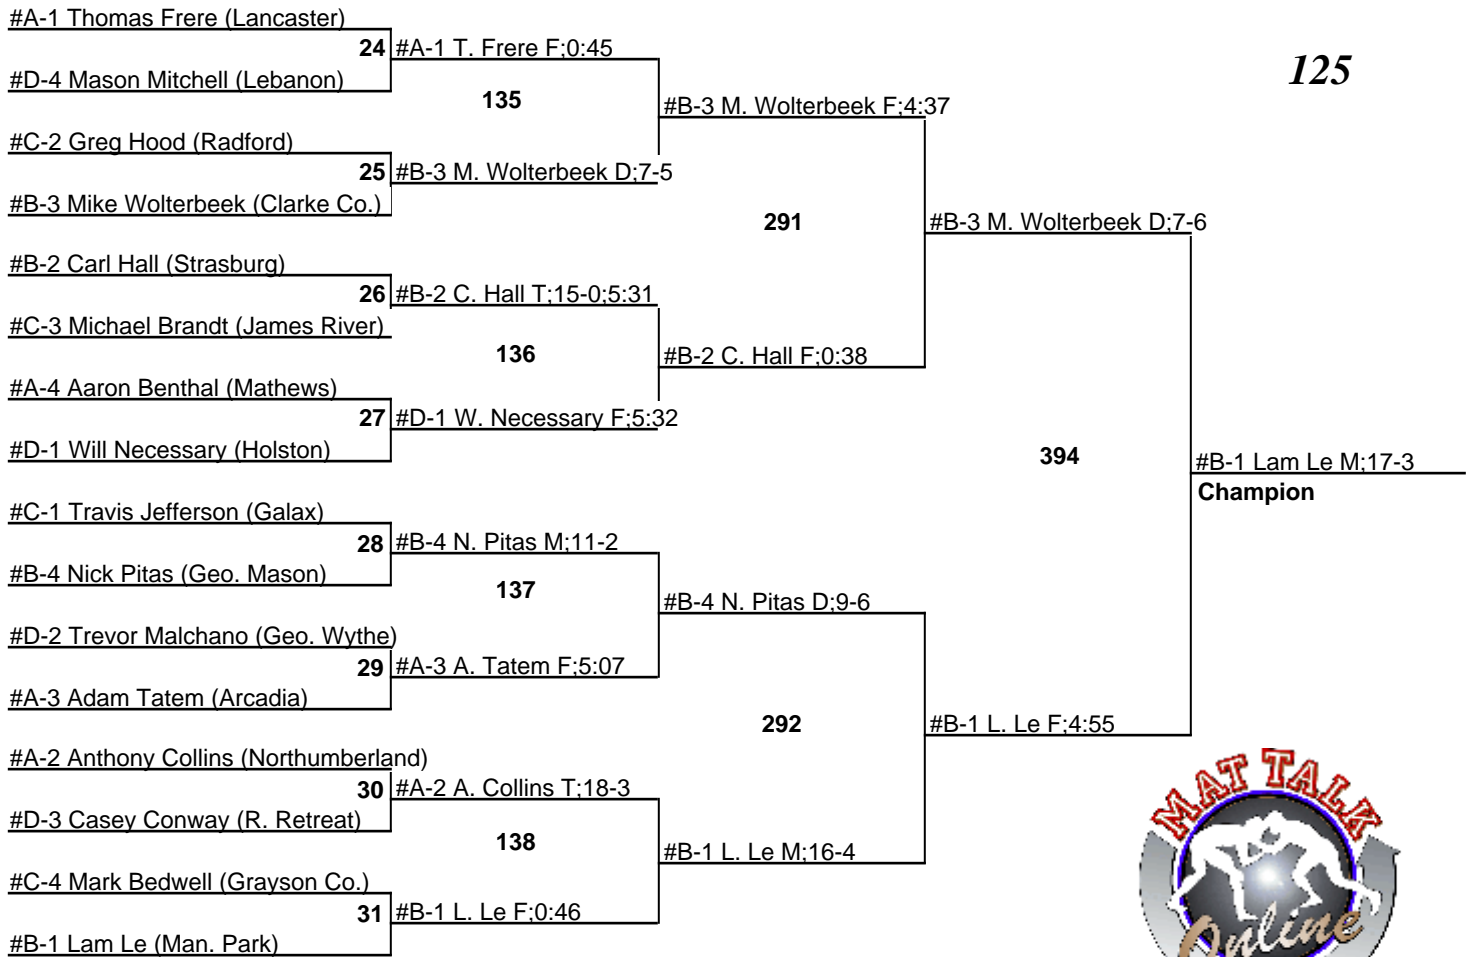 #A-1 Thomas Frere (Lancaster)
24 #A-1 T. Frere F;0:45
125
#D-4 Mason Mitchell (Lebanon)
135
#B-3 M. Wolterbeek F;4:37
#C-2 Greg Hood (Radford)
25 #B-3 M. Wolterbeek D;7-5
#B-3 Mike Wolterbeek (Clarke Co.)
291
#B-3 M. Wolterbeek D;7-6
#B-2 Carl Hall (Strasburg)
26 #B-2 C. Hall T;15-0;5:31
#C-3 Michael Brandt (James River)
136
#B-2 C. Hall F;0:38
#A-4 Aaron Benthal (Mathews)
27 #D-1 W. Necessary F;5:32
#D-1 Will Necessary (Holston)
394
#B-1 Lam Le M;17-3
Champion
#C-1 Travis Jefferson (Galax)
28 #B-4 N. Pitas M;11-2
#B-4 Nick Pitas (Geo. Mason)
137
#B-4 N. Pitas D;9-6
#D-2 Trevor Malchano (Geo. Wythe)
29 #A-3 A. Tatem F;5:07
#A-3 Adam Tatem (Arcadia)
292
#B-1 L. Le F;4:55
#A-2 Anthony Collins (Northumberland)
30 #A-2 A. Collins T;18-3
#D-3 Casey Conway (R. Retreat)
138
#B-1 L. Le M;16-4
#C-4 Mark Bedwell (Grayson Co.)
31 #B-1 L. Le F;0:46
#B-1 Lam Le (Man. Park)
MAT TALK
Online